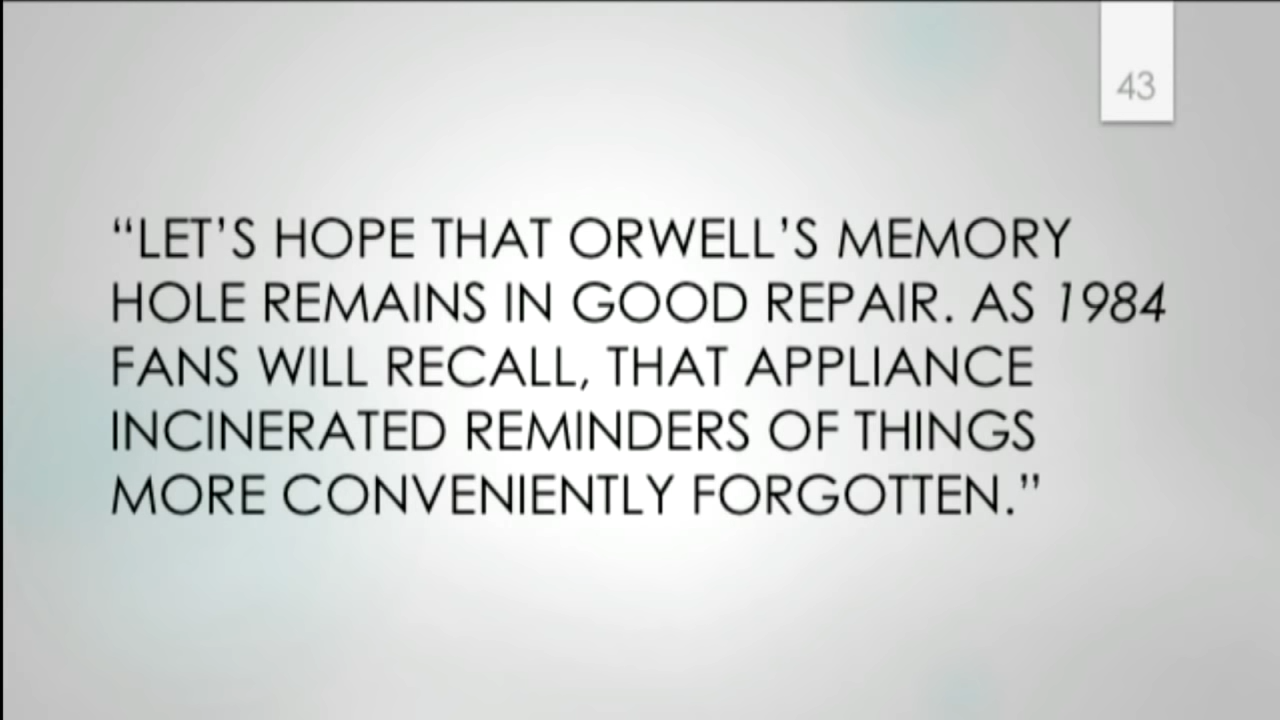 43
“LET’S HOPE THAT ORWELL’S MEMORY
HOLE REMAINS IN GOOD REPAIR. AS 1984
FANS WILL RECALL, THAT APPLIANCE
INCINERATED REMINDERS OF THINGS
MORE CONVENIENTLY FORGOTTEN.”